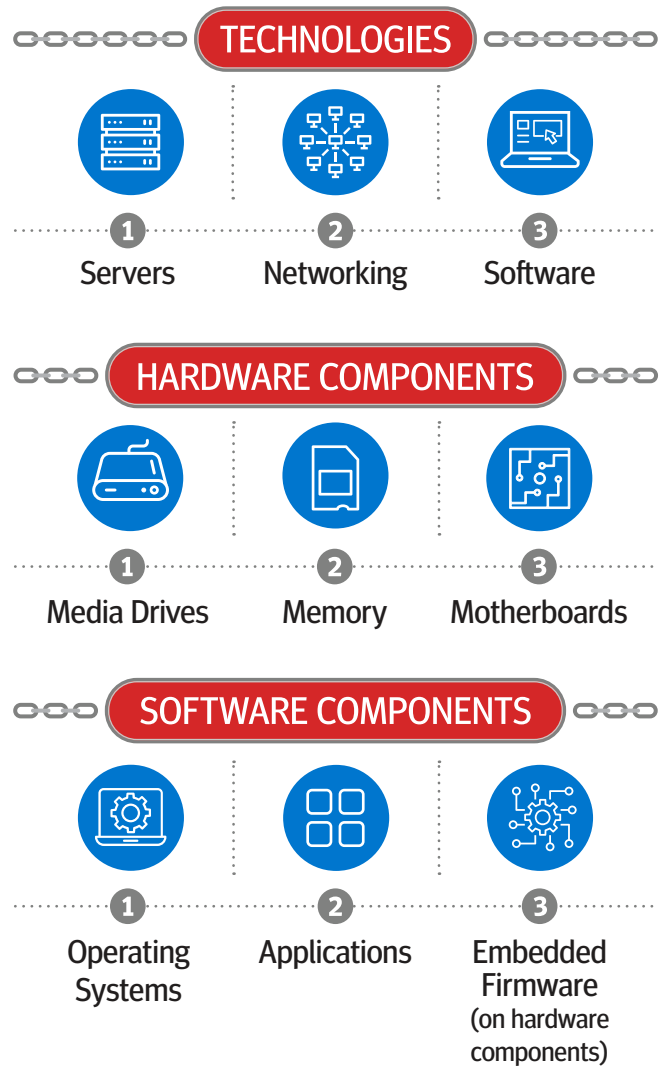 TECHNOLOGIES
1 2 3
Servers Networking Software
HARDWARE COMPONENTS
1 2 3
Media Drives Memory Motherboards
SOFTWARE COMPONENTS
1 2 3
Operating
Systems
Applications
Embedded
Firmware
(on hardware
components)